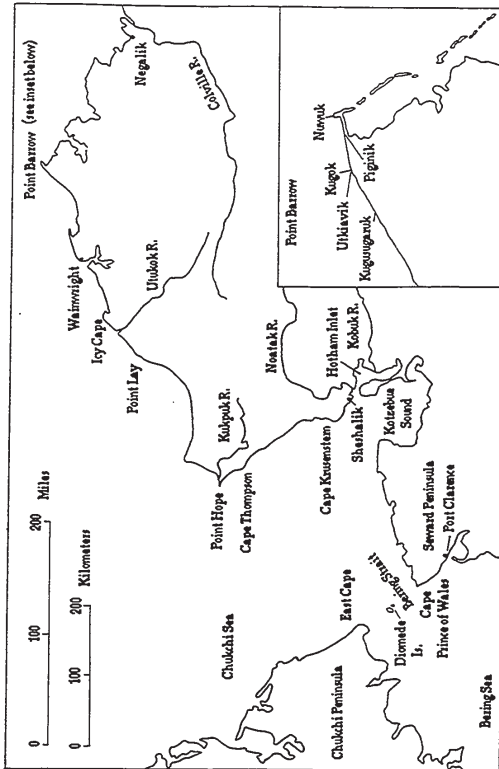 Point Barrow (see inset below)
Negalik
Colville R.
Wainwright
Icy Cape
Utukok R.
Point Lay
Kukpuk R.
Point Hope
Cape Thompson
Noatak R.
Hotham Inlet
Kobuk R.
Cape Krusenstern
Sheshalik
Kotzebue
Sound
Seward Peninsula
Port Clarence
Cape
Prince of Wales
Bering Strait
Diomede
Is.
East Cape
Chukchi Sea
Chukchi Peninsula
Bering Sea
0 100 200
Miles
0 100 200
Kilometers
Point Barrow
Nuwuk
Piginik
Kugok
Utkiavik
Kugusugaruk